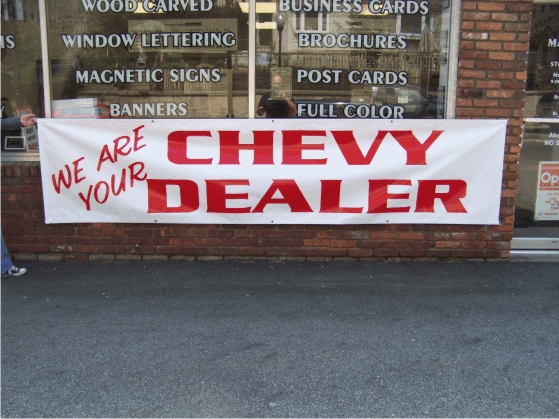 WOOD CARVED
WINDOW LETTERING
MAGNETIC SIGNS
BANNERS
BUSINESS CARDS
BROCHURES
POST CARDS
FULL COLOR
WE ARE
YOUR
CHEVY
DEALER